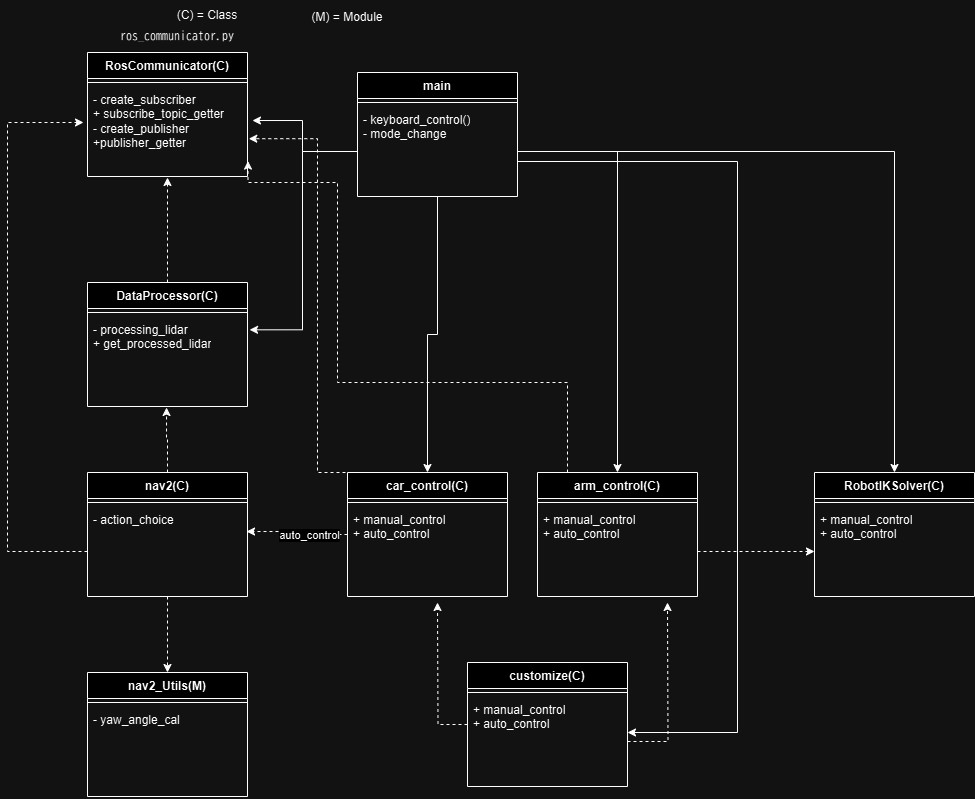 (C) = Class
(M) = Module
ros_communicator.py
RosCommunicator(C)
- create_subscriber
+ subscribe_topic_getter
- create_publisher
+publisher_getter
main
- keyboard_control()
- mode_change
DataProcessor(C)
- processing_lidar
+ get_processed_lidar
nav2(C)
- action_choice
auto_control
car_control(C)
+ manual_control
+ auto_control
arm_control(C)
+ manual_control
+ auto_control
RobotIKSolver(C)
+ manual_control
+ auto_control
nav2_Utils(M)
- yaw_angle_cal
customize(C)
+ manual_control
+ auto_control